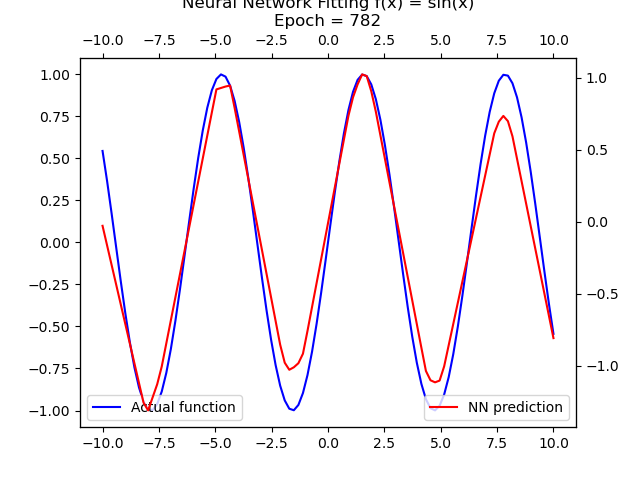 Neural Network Fitting f(x) = sin(x)
Epoch = 782
−10.0 −7.5 −5.0 −2.5 0.0 2.5 5.0 7.5 10.0
1.00
0.75
0.50
0.25
0.00
−0.25
−0.50
−0.75
−1.00
1.0
0.5
0.0
−0.5
−1.0
Actual function
NN prediction
−10.0 −7.5 −5.0 −2.5 0.0 2.5 5.0 7.5 10.0